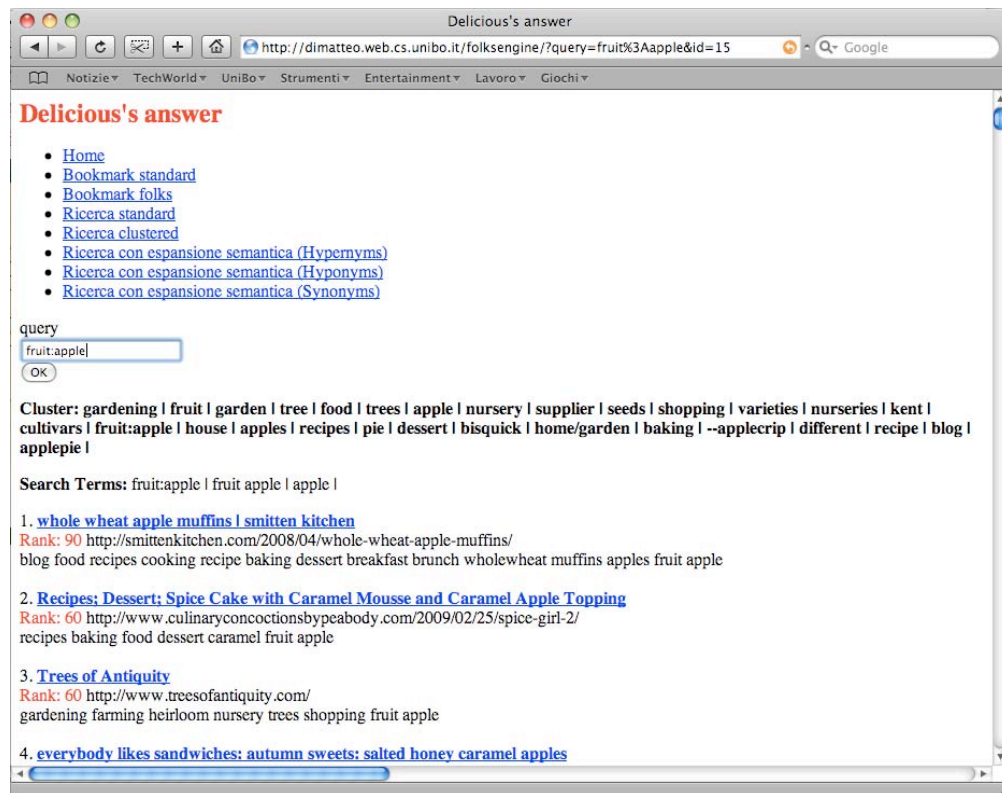 Delicious's answer
http://dimatteo.web.cs.unibo.it/folksengine/?query=fruit%3Aapple&id=15
Google
Notizie TechWorld UniBo Strumenti Entertainment Lavoro Giochi
Delicious's answer
Home
Bookmark standard
Bookmark folks
Ricerca standard
Ricerca clustered
Ricerca con espansione semantica (Hypernyms)
Ricerca con espansione semantica (Hyponyms)
Ricerca con espansione semantica (Synonyms)
query
fruit:apple
OK
Cluster: gardening | fruit | garden | tree | food | trees | apple | nursery | supplier | seeds | shopping | varieties | nurseries | kent |
cultivars | fruit:apple | house | apples | recipes | pie | dessert | bisquick | home/garden | baking | --applecrip | different | recipe | blog |
applepie |
Search Terms: fruit:apple | fruit apple | apple |
1. whole wheat apple muffins | smitten kitchen
Rank: 90 http://smittenkitchen.com/2008/04/whole-wheat-apple-muffins/
blog food recipes cooking recipe baking dessert breakfast brunch wholewheat muffins apples fruit apple
2. Recipes; Dessert; Spice Cake with Caramel Mousse and Caramel Apple Topping
Rank: 60 http://www.culinaryconcoctionsbypeabody.com/2009/02/25/spice-girl-2/
recipes baking food dessert caramel fruit apple
3. Trees of Antiquity
Rank: 60 http://www.treesofantiquity.com/
gardening farming heirloom nursery trees shopping fruit apple
4. everybody likes sandwiches: autumn sweets: salted honey caramel apples